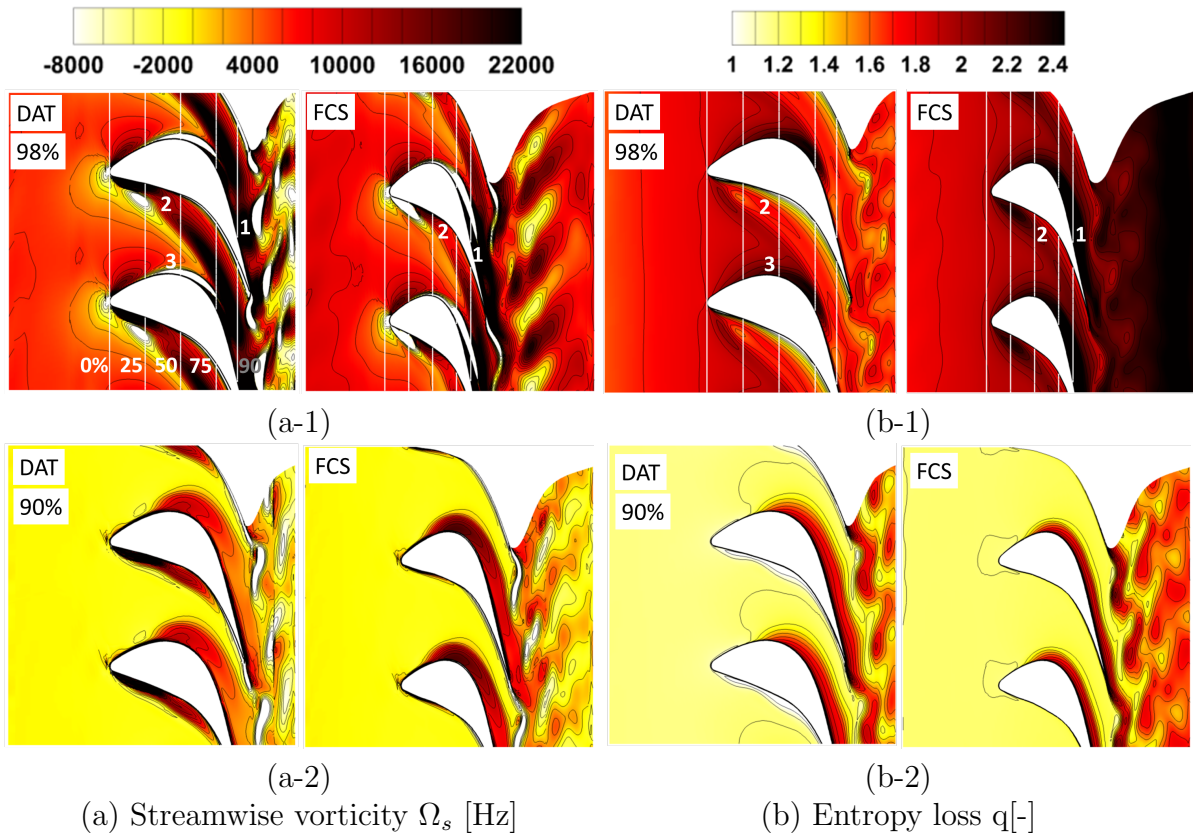 -8000 -2000 4000 10000 16000 22000
1 1.2 1.4 1.6 1.8 2 2.2 2.4
DAT
98%
2
1
3
0% 25 50 75 90
FCS
2
1
DAT
98%
2
3
FCS
2
1
(a-1)
(b-1)
DAT
90%
FCS
DAT
90%
FCS
(a-2)
(b-2)
(a) Streamwise vorticity Ωs [Hz]
(b) Entropy loss q[-]